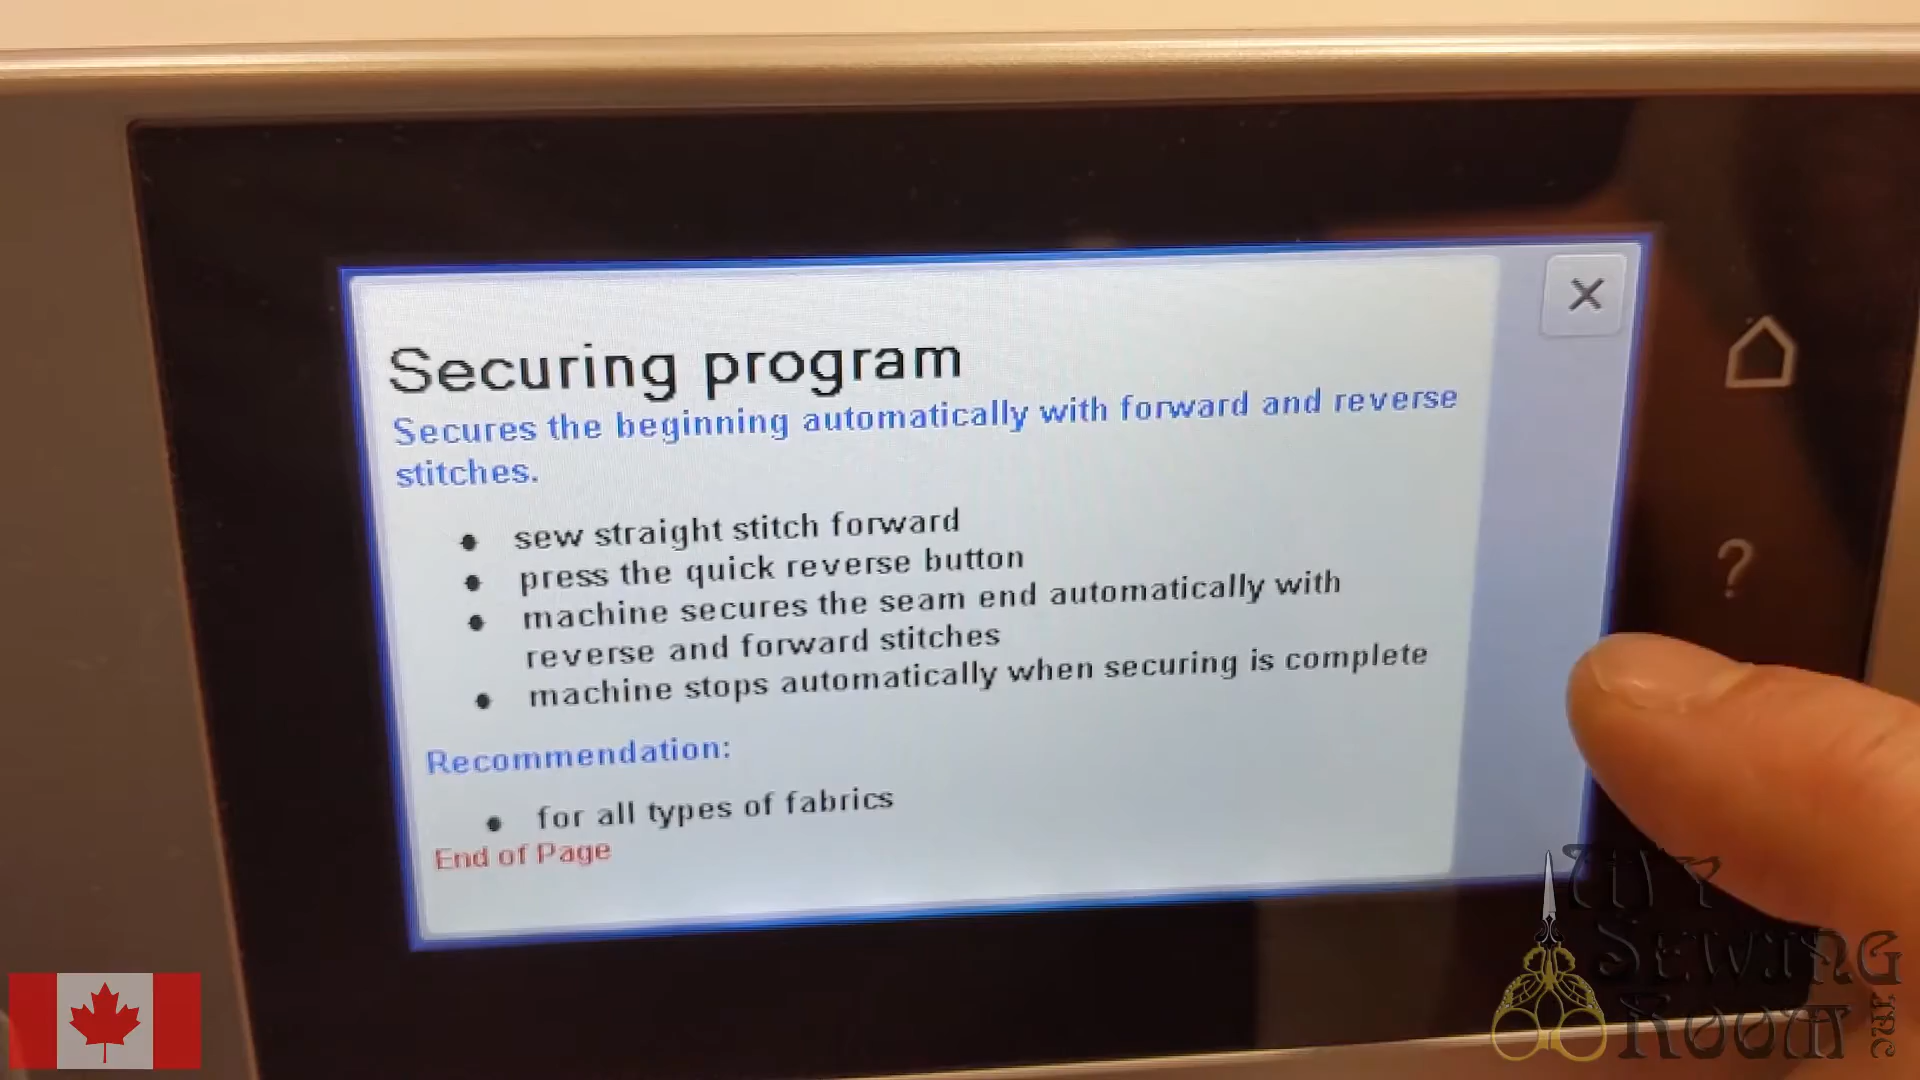 Securing program
Secures the beginning automatically with forward and reverse
stitches.
sew straight stitch forward
press the quick reverse button
machine secures the seam end automatically with
reverse and forward stitches
machine stops automatically when securing is complete
Recommendation:
for all types of fabrics
End of Page
?
My
Sewing
Room
Inc